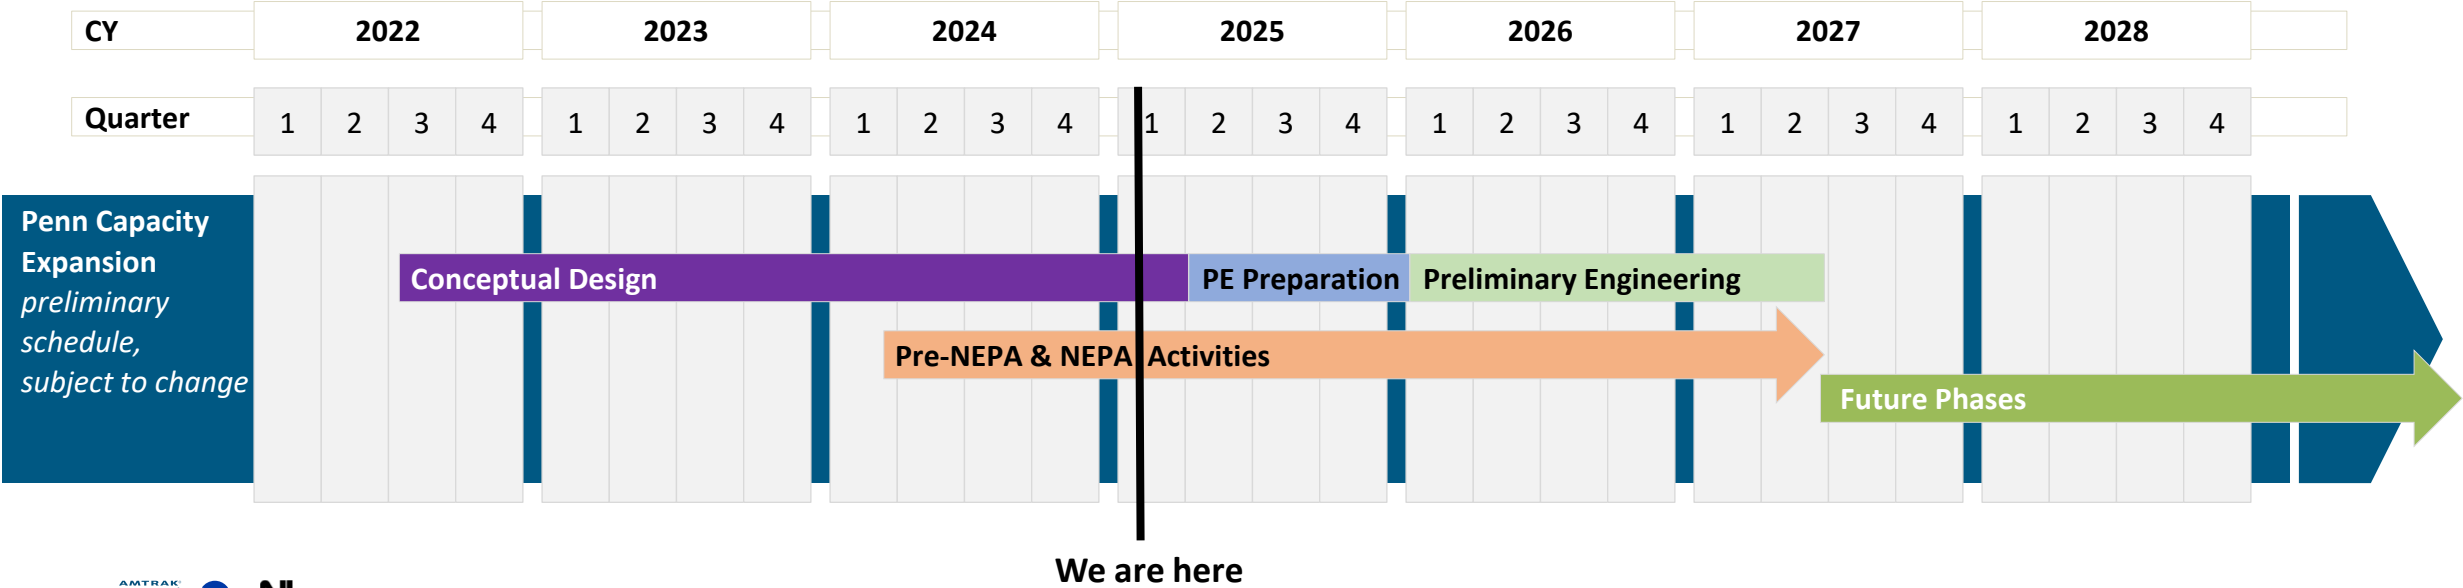 CY 2022 2023 2024 2025 2026 2027 2028
Quarter 1 2 3 4 1 2 3 4 1 2 3 4 1 2 3 4 1 2 3 4 1 2 3 4 1 2 3 4
Penn Capacity
Expansion
preliminary
schedule,
subject to change
Conceptual Design PE Preparation Preliminary Engineering
Pre-NEPA & NEPA Activities
Future Phases
We are here
AMTRAK